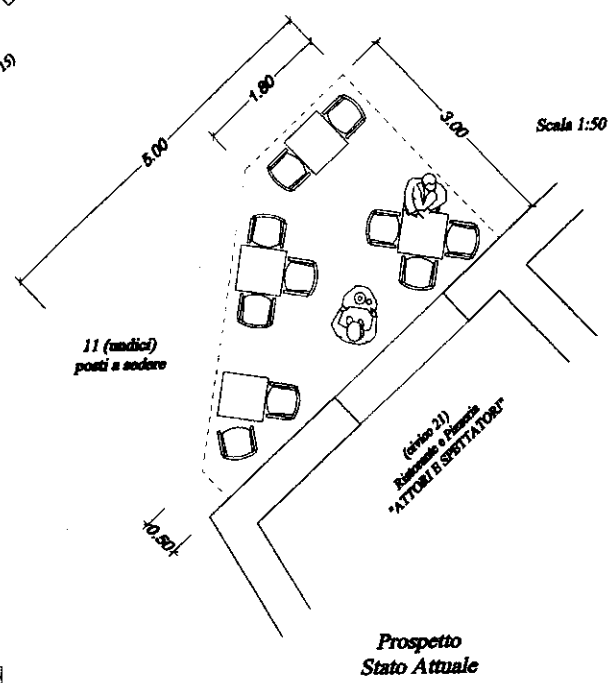 15)
5.00
1.80
3.00
Scala 1:50
11 (undici)
posti a sedere
(civico 21)
Ristorante e Pizzeria
"ATTORI E SPETTATORI"
0.50
Prospetto
Stato Attuale